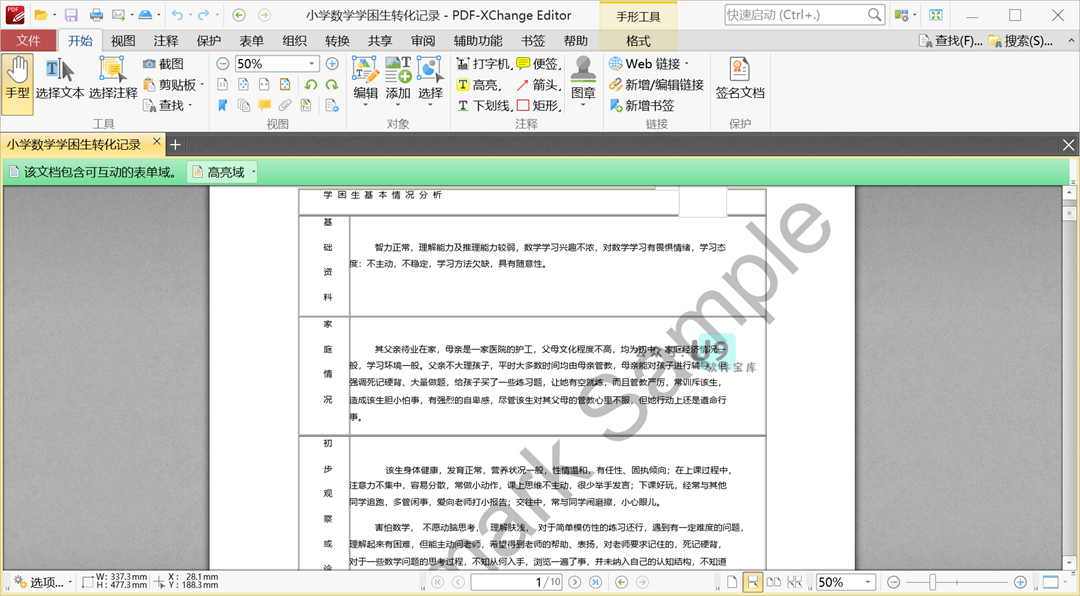 小学数学学困生转化记录 - PDF-XChange Editor
手形工具
快速启动 (Ctrl+.)
文件 开始 视图 注释 保护 表单 组织 转换 共享 审阅 辅助功能 书签 帮助 格式 查找(F)... 搜索(S)...
手型 选择文本 选择注释 截图 剪贴板 查找
工具
50%
视图
编辑 添加 选择
对象
打字机, 便签,
高亮, 箭头,
下划线, 矩形,
图章
注释
Web 链接
新增/编辑链接
新增书签
链接
签名文档
保护
小学数学学困生转化记录
该文档包含可互动的表单域。 高亮域
学困生基本情况分析
基础资料
智力正常，理解能力及推理能力较弱，数学学习兴趣不浓，对数学学习有畏惧情绪，学习态
度：不主动，不稳定，学习方法欠缺，具有随意性。
家庭情况
其父亲待业在家，母亲是一家医院的护工，父母文化程度不高，均为初中。家庭经济情况一
般，学习环境一般。父亲不大理孩子，平时大多数时间均由母亲管教，母亲能对孩子进行辅导，但
强调死记硬背、大量做题，给孩子买了一些练习题，让她有空就练，而且管教严厉，常训斥该生，
造成该生胆小怕事，有强烈的自卑感，尽管该生对其父母的管教心里不服，但她行动上还是遵命行
事。
初步观察或诊
该生身体健康，发育正常，营养状况一般，性情温和，有任性、固执倾向；在上课过程中，
注意力不集中，容易分散，常做小动作，课上思维不主动，很少举手发言；下课好玩，经常与其他
同学追跑，多管闲事，爱向老师打小报告；交往中，常与同学闹磨擦，小心眼儿。
害怕数学， 不愿动脑思考， 理解肤浅， 对于简单模仿性的练习还行，遇到有一定难度的问题，
理解起来有困难，但能主动问老师，希望得到老师的帮助、表扬，对老师要求记住的，死记硬背，
对于一些数学问题的思考过程，不知从何入手，浏览一遍了事，并未纳入自己的认知结构，不知道
mark Sample
软件宝库
选项... W: 337.3mm X: 28.1mm
H: 477.3mm Y: 188.3mm
1 / 10
50%